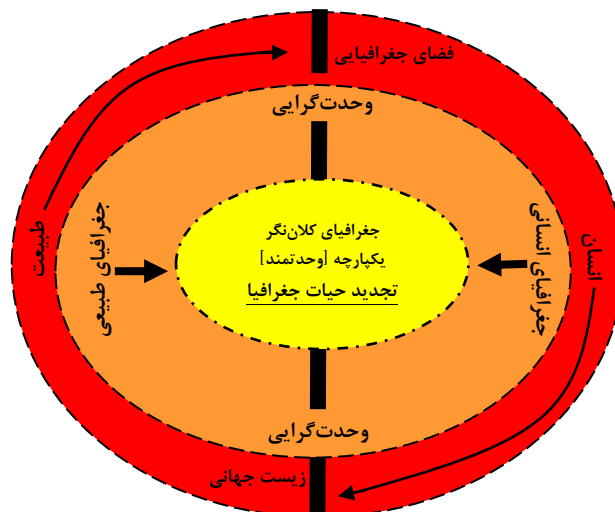 فضای جغرافیایی
وحدت‌گرایی
انسان
جغرافیای انسانی
جغرافیای کلان‌نگر
یکپارچه [وحدتمند]
تجدید حیات جغرافیا
جغرافیای طبیعی
طبیعت
وحدت‌گرایی
زیست جهانی